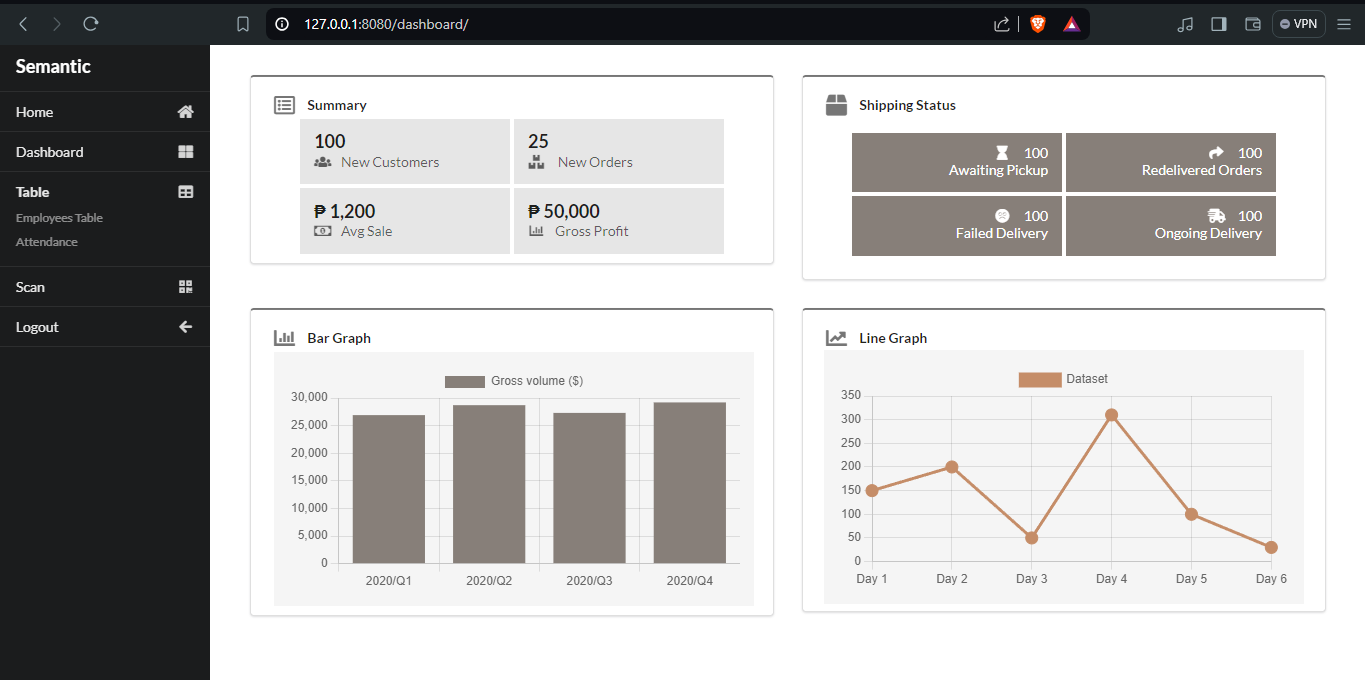 127.0.0.1:8080/dashboard/
VPN
Semantic
Home
Dashboard
Table
Employees Table
Attendance
Scan
Logout
Summary
100
New Customers
25
New Orders
₱ 1,200
Avg Sale
₱ 50,000
Gross Profit
Shipping Status
100
Awaiting Pickup
100
Redelivered Orders
100
Failed Delivery
100
Ongoing Delivery
Bar Graph
Gross volume ($)
30,000
25,000
20,000
15,000
10,000
5,000
0
2020/Q1 2020/Q2 2020/Q3 2020/Q4
Line Graph
Dataset
350
300
250
200
150
100
50
0
Day 1 Day 2 Day 3 Day 4 Day 5 Day 6